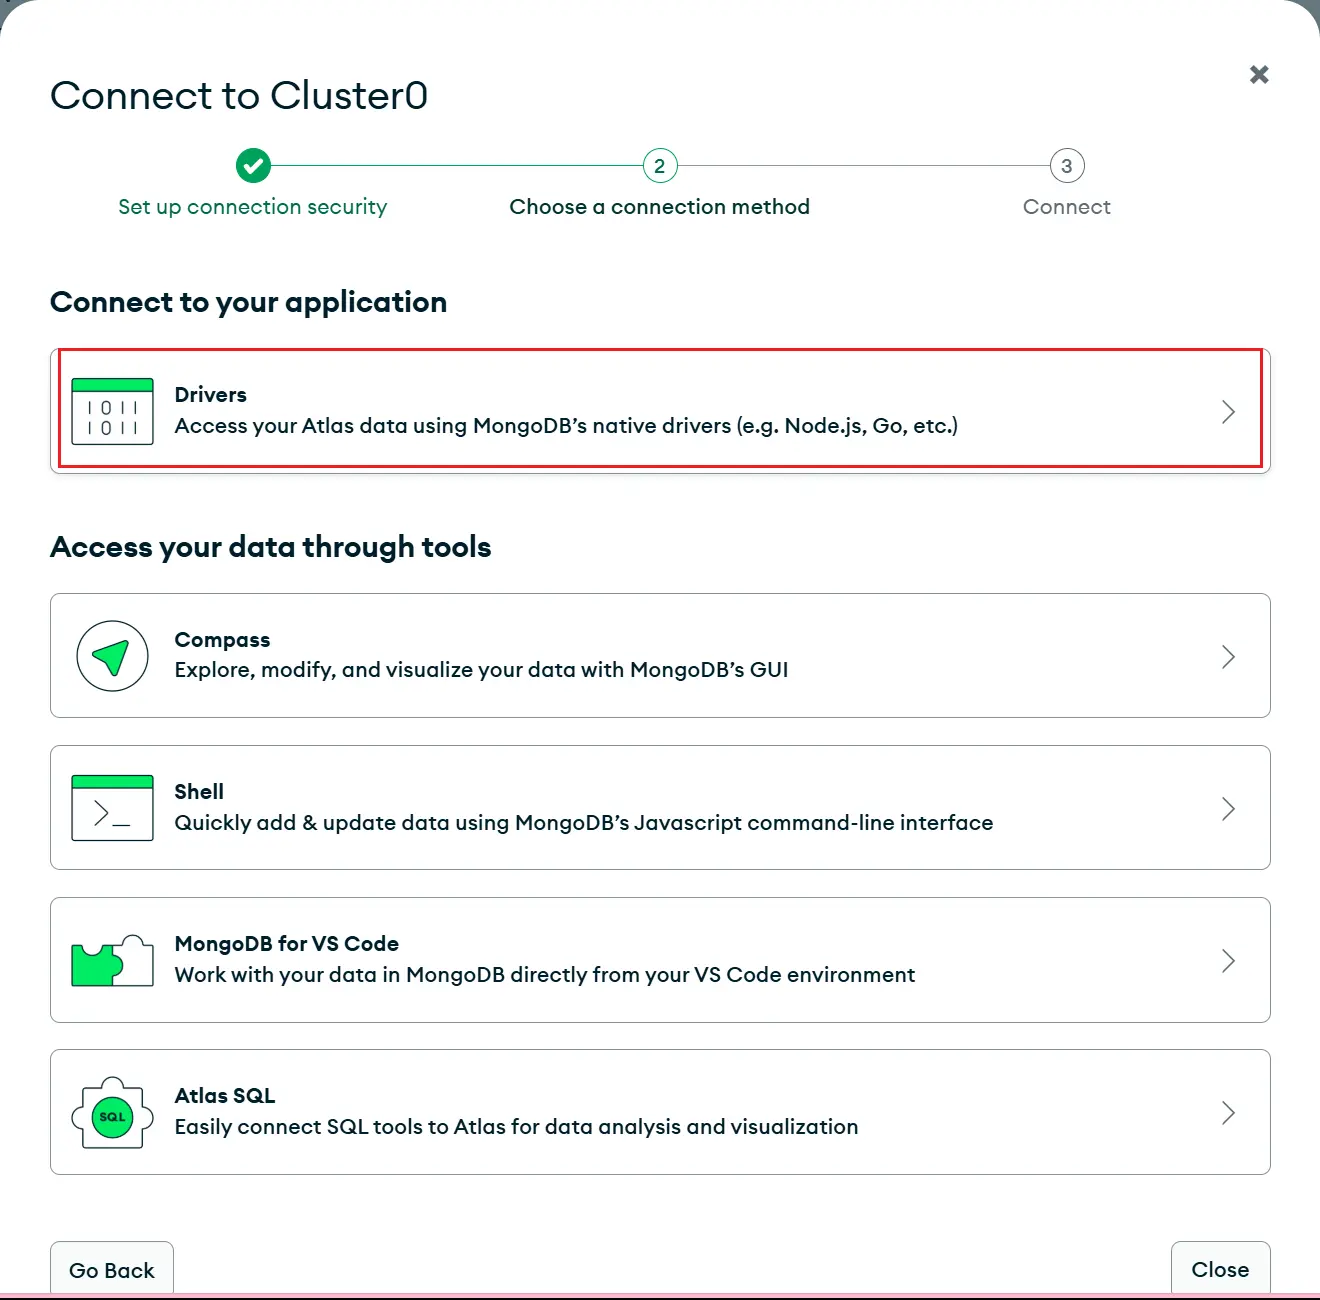 Connect to Cluster0
2
3
Set up connection security
Choose a connection method
Connect
Connect to your application
1011
1011
Drivers
Access your Atlas data using MongoDB’s native drivers (e.g. Node.js, Go, etc.)
Access your data through tools
Compass
Explore, modify, and visualize your data with MongoDB’s GUI
>_
Shell
Quickly add & update data using MongoDB’s Javascript command-line interface
MongoDB for VS Code
Work with your data in MongoDB directly from your VS Code environment
SQL
Atlas SQL
Easily connect SQL tools to Atlas for data analysis and visualization
Go Back
Close